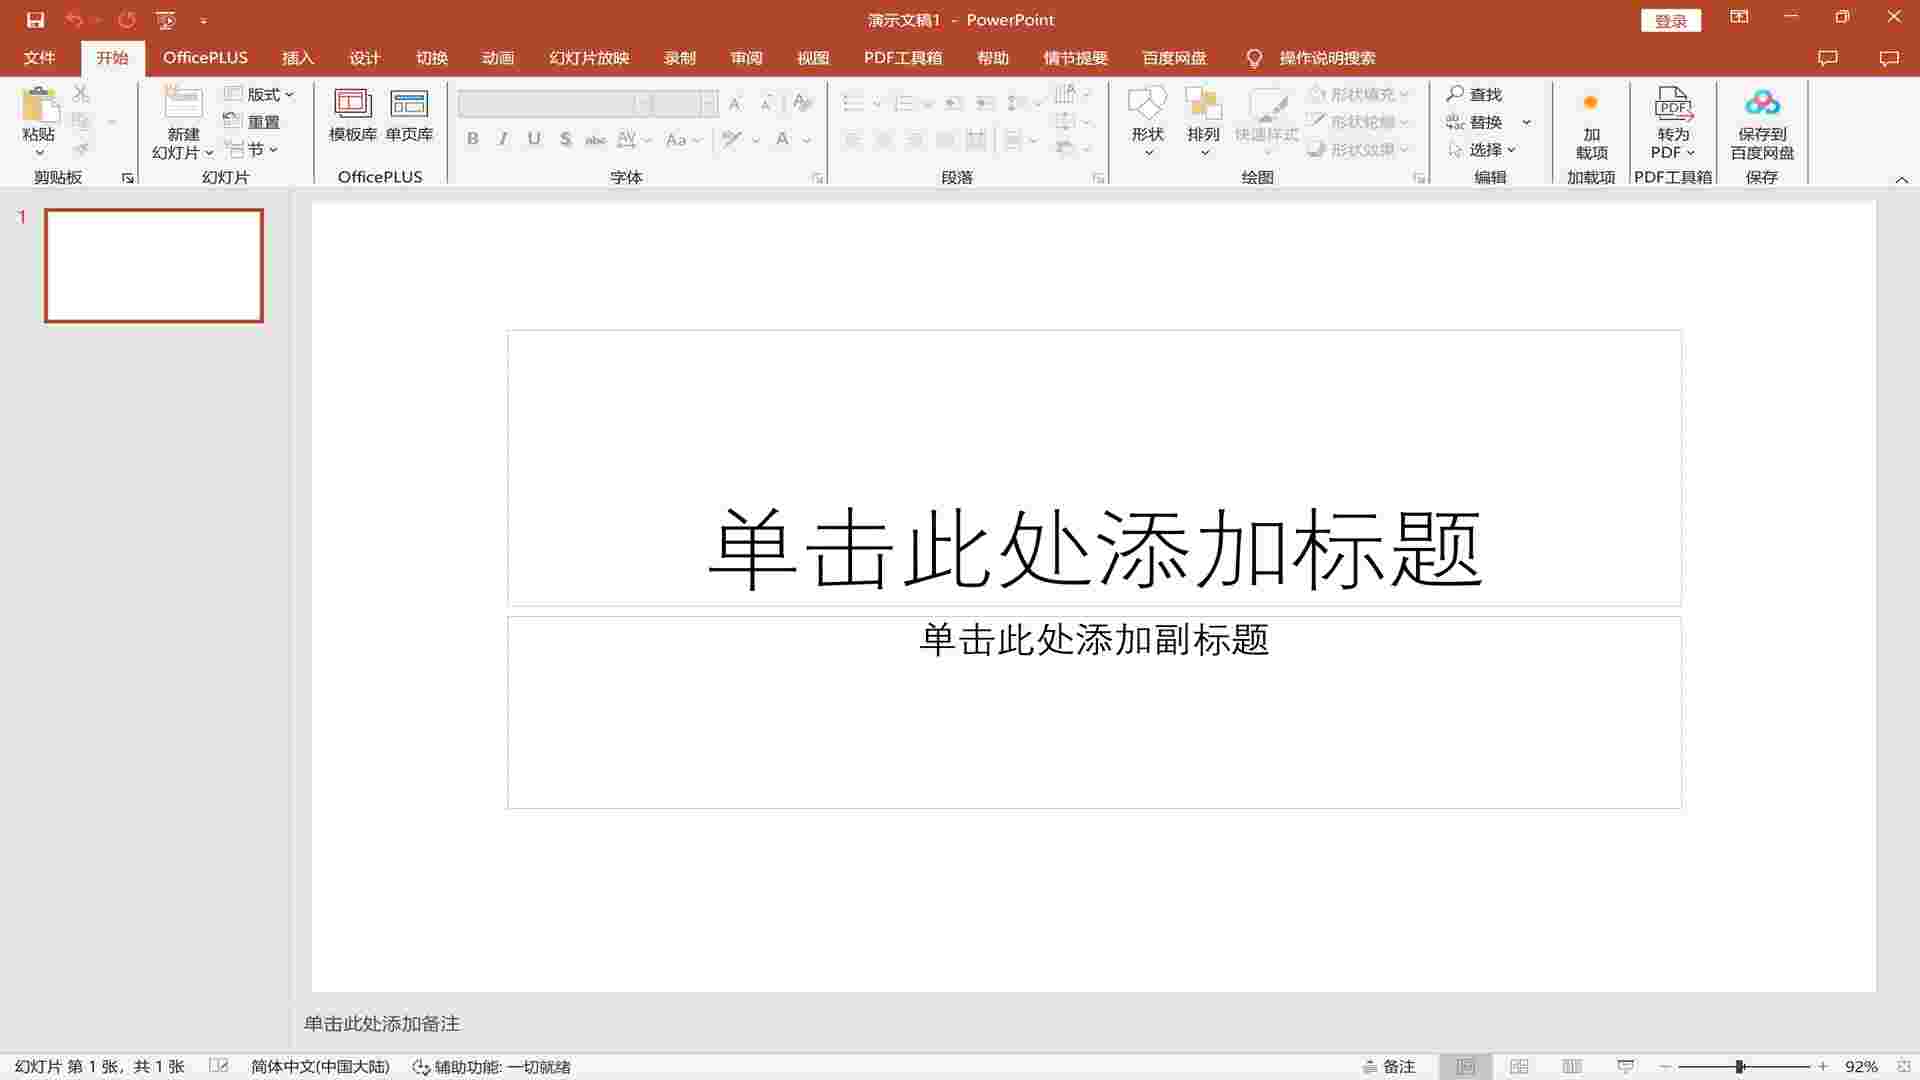 演示文稿1 - PowerPoint
登录
文件 开始 OfficePLUS 插入 设计 切换 动画 幻灯片放映 录制 审阅 视图 PDF工具箱 帮助 情节提要 百度网盘 操作说明搜索
粘贴
剪贴板
新建
幻灯片
版式
重置
节
幻灯片
模板库 单页库
OfficePLUS
B I U S abc AV Aa A
字体
段落
形状 排列 快速样式
形状填充
形状轮廓
形状效果
绘图
查找
替换
选择
编辑
加
载项
加载项
PDF
转为
PDF
PDF工具箱
保存到
百度网盘
保存
1
单击此处添加标题
单击此处添加副标题
单击此处添加备注
幻灯片 第 1 张，共 1 张 简体中文(中国大陆) 辅助功能: 一切就绪 备注 92%